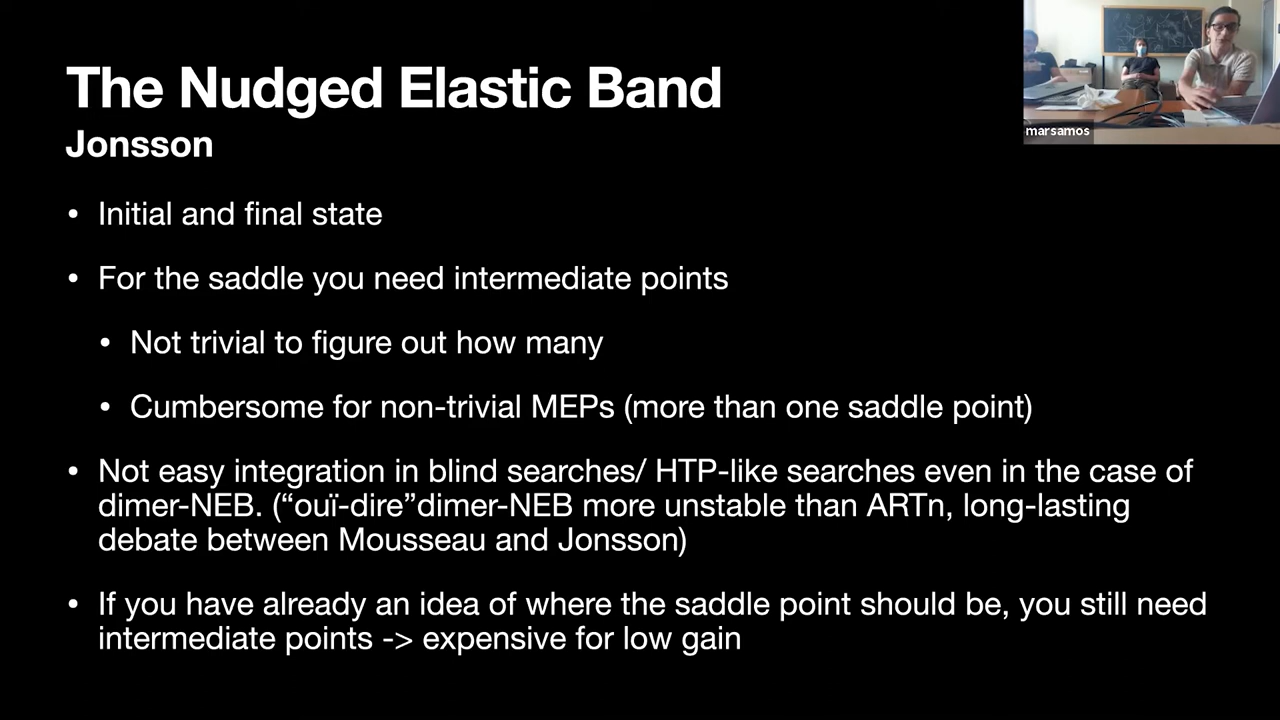 The Nudged Elastic Band
Jonsson
marsamos
• Initial and final state
• For the saddle you need intermediate points
• Not trivial to figure out how many
• Cumbersome for non-trivial MEPs (more than one saddle point)
• Not easy integration in blind searches/ HTP-like searches even in the case of
dimer-NEB. (“ouï-dire”dimer-NEB more unstable than ARTn, long-lasting
debate between Mousseau and Jonsson)
• If you have already an idea of where the saddle point should be, you still need
intermediate points -> expensive for low gain